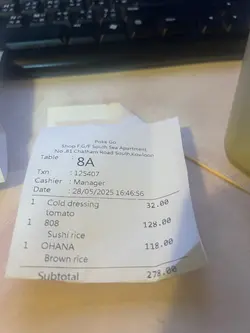 Poke Go
Shop F,G/F South Sea Apartment
No.81 Chatham Road South,Kowloon
Table 8A
Txn : 125407
Cashier : Manager
Date : 28/05/2025 16:46:56
1 Cold dressing 32.00
tomato
1 808 128.00
Sushi rice
1 OHANA 118.00
Brown rice
Subtotal 278.00